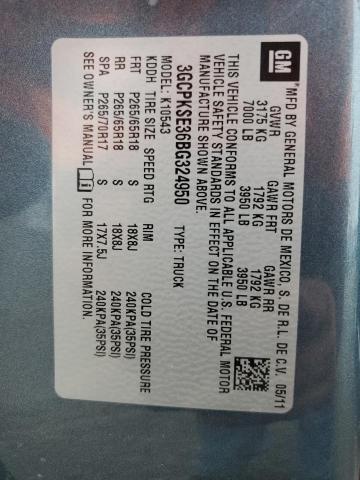 GM
*MFD BY GENERAL MOTORS DE MEXICO, S. DE R.L. DE C.V. 05/11
GVWR GAWR FRT GAWR RR
3175 KG 1792 KG 1792 KG
7000 LB 3950 LB 3950 LB
THIS VEHICLE CONFORMS TO ALL APPLICABLE U.S. FEDERAL MOTOR
VEHICLE SAFETY STANDARDS IN EFFECT ON THE DATE OF
MANUFACTURE SHOWN ABOVE.
3GCPKSE36BG324950 TYPE: TRUCK
MODEL: K10543
KDDH TIRE SIZE SPEED RTG RIM COLD TIRE PRESSURE
FRT P265/65R18 S 18X8J 240KPA(35PSI)
RR P265/65R18 S 18X8J 240KPA(35PSI)
SPA P265/70R17 S 17X7.5J 240KPA(35PSI)
SEE OWNER'S MANUAL FOR MORE INFORMATION.